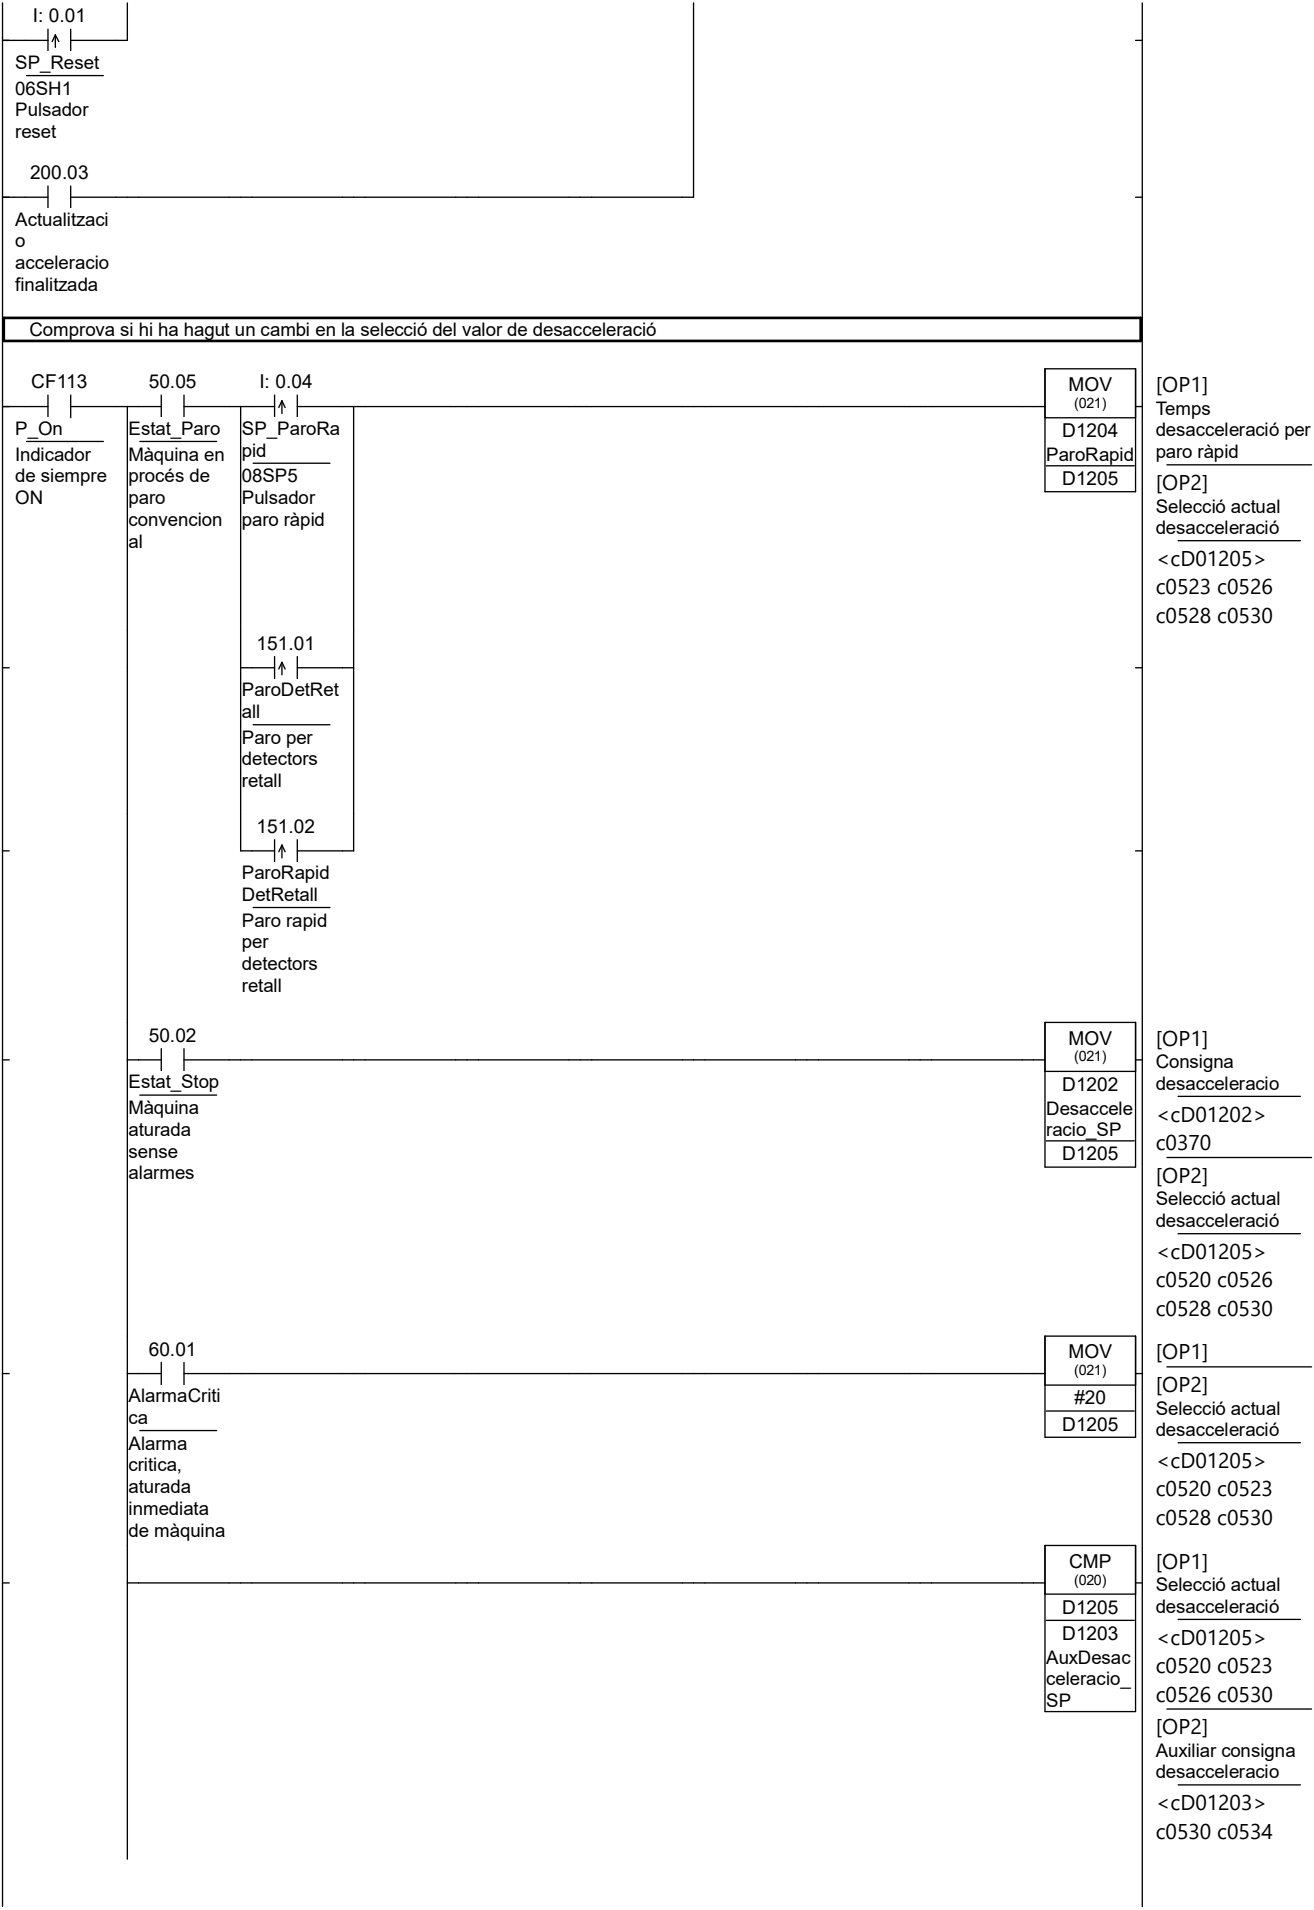 I: 0.01
SP_Reset
06SH1
Pulsador
reset
200.03
Actualitzaci
o
acceleracio
finalitzada
Comprova si hi ha hagut un cambi en la selecció del valor de desacceleració
CF113
P_On
Indicador
de siempre
ON
50.05
Estat_Paro
Màquina en
procés de
paro
convencion
al
I: 0.04
SP_ParoRa
pid
08SP5
Pulsador
paro ràpid
MOV
(021)
D1204
ParoRapid
D1205
[OP1]
Temps
desacceleració per
paro ràpid
[OP2]
Selecció actual
desacceleració
<cD01205>
c0523 c0526
c0528 c0530
151.01
ParoDetRet
all
Paro per
detectors
retall
151.02
ParoRapid
DetRetall
Paro rapid
per
detectors
retall
50.02
Estat_Stop
Màquina
aturada
sense
alarmes
MOV
(021)
D1202
Desaccele
racio_SP
D1205
[OP1]
Consigna
desacceleracio
<cD01202>
c0370
[OP2]
Selecció actual
desacceleració
<cD01205>
c0520 c0526
c0528 c0530
60.01
AlarmaCriti
ca
Alarma
critica,
aturada
inmediata
de màquina
MOV
(021)
#20
D1205
[OP1]
[OP2]
Selecció actual
desacceleració
<cD01205>
c0520 c0523
c0528 c0530
CMP
(020)
D1205
D1203
AuxDesac
celeracio_
SP
[OP1]
Selecció actual
desacceleració
<cD01205>
c0520 c0523
c0526 c0530
[OP2]
Auxiliar consigna
desacceleracio
<cD01203>
c0530 c0534